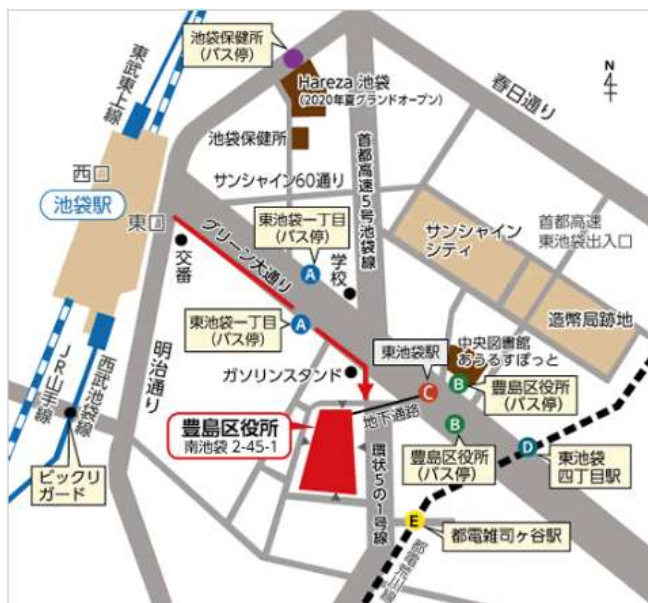 池袋保健所
(バス停)
東武東上線
Hareza 池袋
(2020年夏グランドオープン)
N
春日通り
池袋保健所
首都高速5号池袋線
西口
池袋駅
東口
サンシャイン60通り
グリーン大通り
東池袋一丁目
(バス停)
A
学校
サンシャイン
シティ
首都高速
東池袋出入口
交番
東池袋一丁目
(バス停)
A
造幣局跡地
明治通り
JR山手線
西武池袋線
ガソリンスタンド
東池袋駅
C
中央図書館
あうるすぽっと
B
豊島区役所
(バス停)
地下通路
豊島区役所
南池袋 2-45-1
B
豊島区役所
(バス停)
D
東池袋
四丁目駅
ビックリ
ガード
環状5の1号線
E
都電雑司ヶ谷駅
都電荒川線